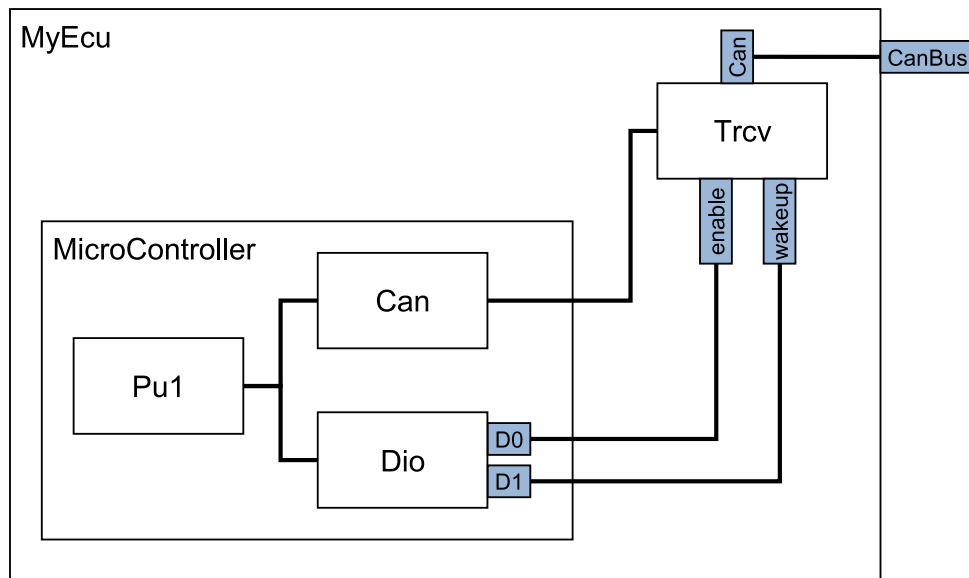 MyEcu
Can
CanBus
Trcv
enable
wakeup
MicroController
Can
Pu1
Dio
D0
D1